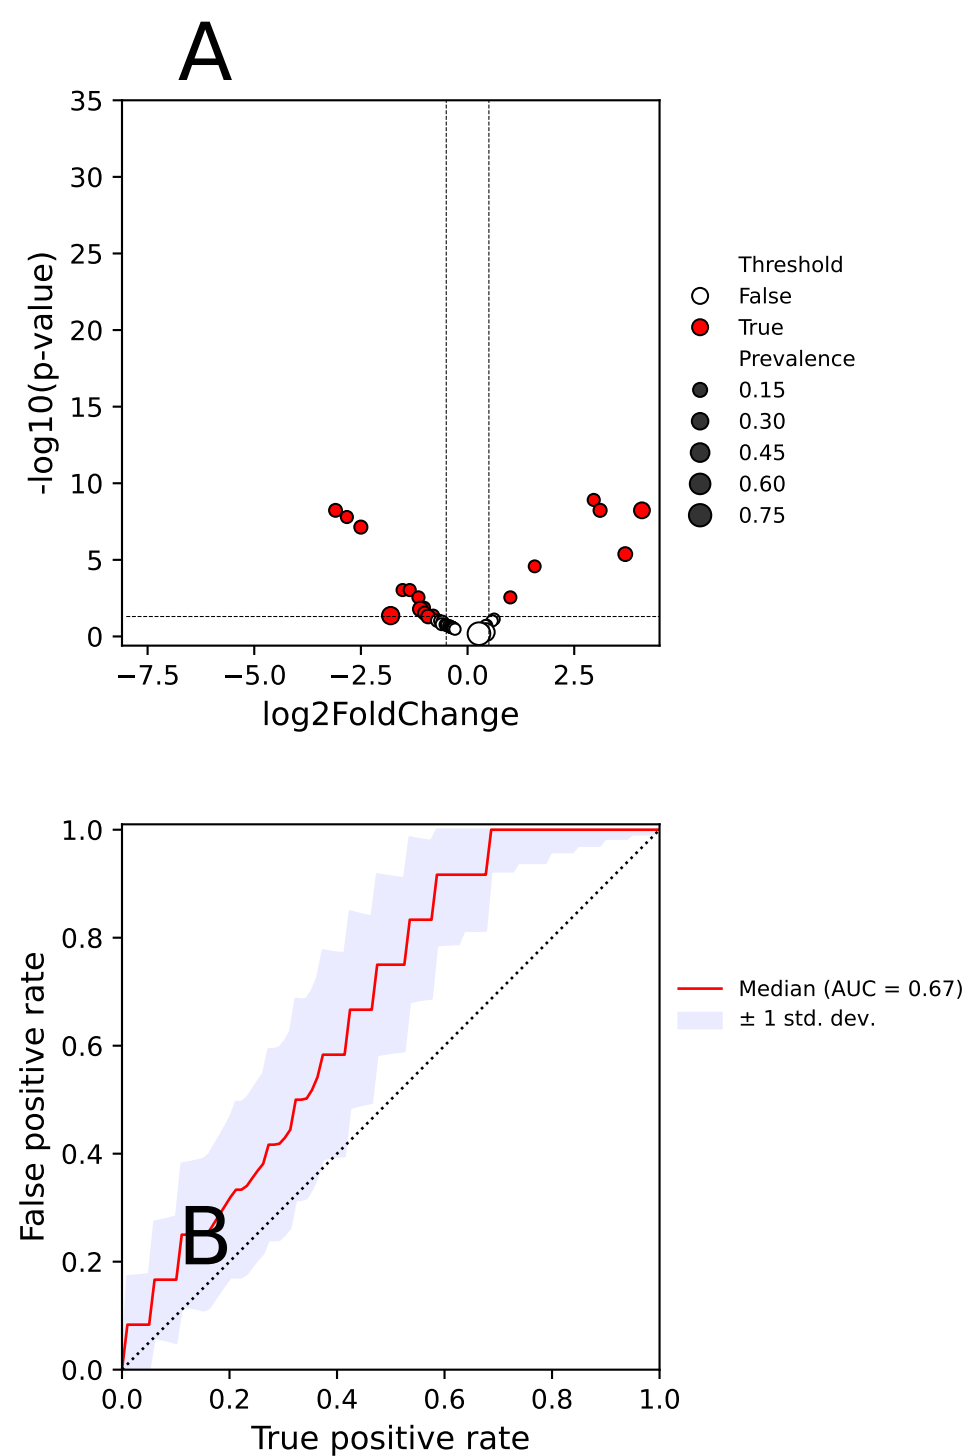 A
35
30
25
20
15
10
5
0
-log10(p-value)
−7.5 −5.0 −2.5 0.0 2.5
log2FoldChange
Threshold
False
True
Prevalence
0.15
0.30
0.45
0.60
0.75
1.0
0.8
0.6
0.4
0.2
0.0
False positive rate
B
0.0 0.2 0.4 0.6 0.8 1.0
True positive rate
Median (AUC = 0.67)
± 1 std. dev.